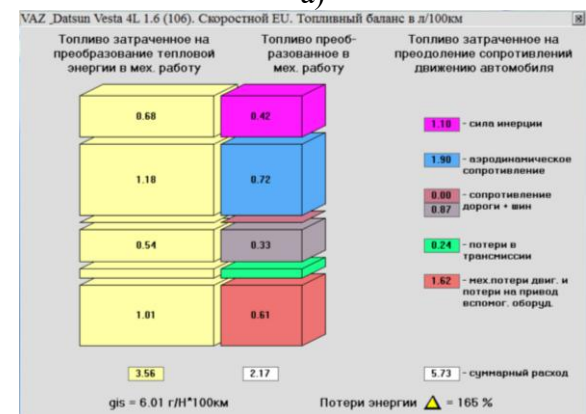 а)
VAZ ,Datsun Vesta 4L 1.6 (106). Скоростной EU. Топливный баланс в л/100км
Топливо затраченное на
преобразование тепловой
энергии в мех. работу
Топливо преоб-
разованное в
мех. работу
Топливо затраченное на
преодоление сопротивлений
движению автомобиля
0.68
0.42
1.18
0.72
0.54
0.33
1.01
0.61
1.10 - сила инерции
1.90 - аэродинамическое
сопротивление
0.00 - сопротивление
0.87 дороги + шин
0.24 - потери в
трансмиссии
1.62 - мех.потери двиг. и
потери на привод
вспомог. оборуд.
3.56
2.17
5.73 - суммарный расход
gis = 6.01 г/Н*100км
Потери энергии = 165 %